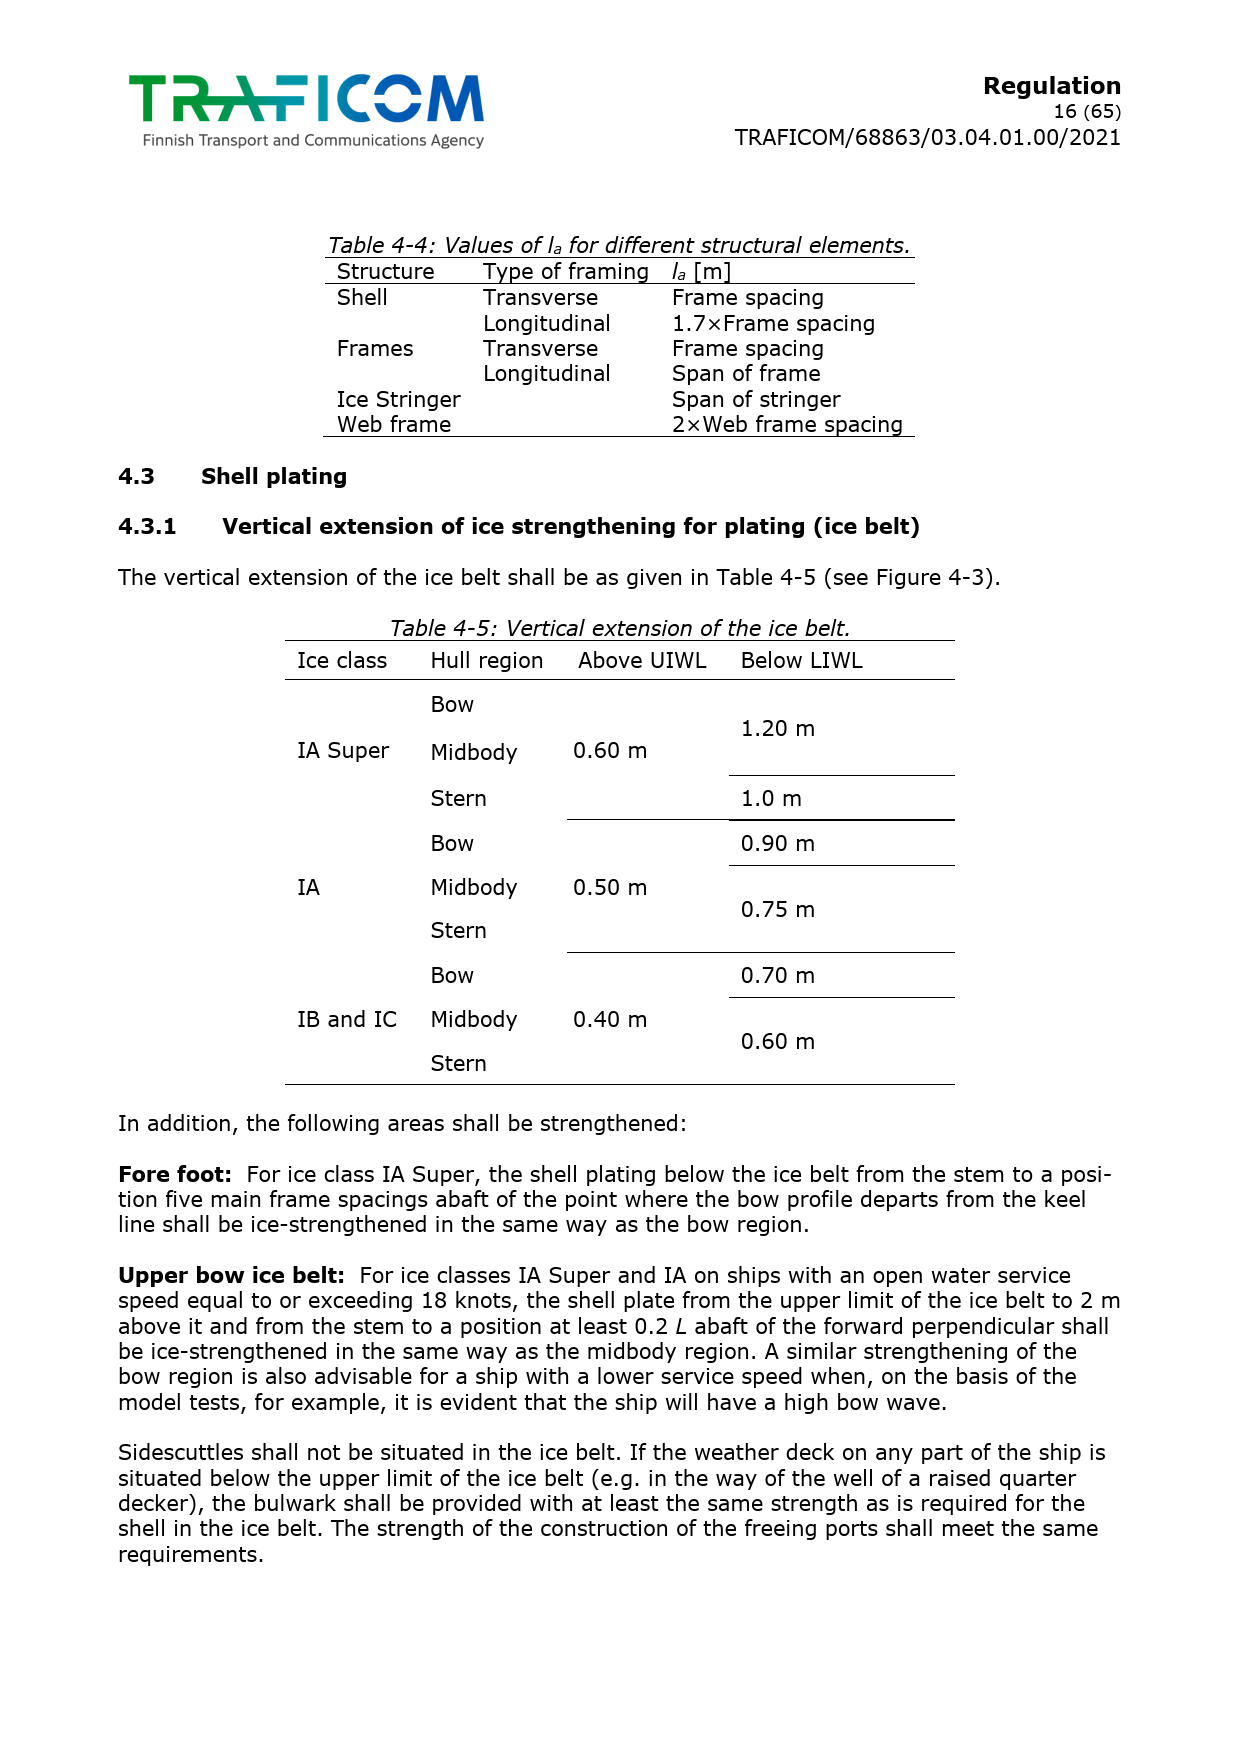 TRAFICOM
Finnish Transport and Communications Agency
Regulation
16 (65)
TRAFICOM/68863/03.04.01.00/2021
Table 4-4: Values of la for different structural elements.
Structure Type of framing la [m]
Shell Transverse Frame spacing
Longitudinal 1.7×Frame spacing
Frames Transverse Frame spacing
Longitudinal Span of frame
Ice Stringer Span of stringer
Web frame 2×Web frame spacing
4.3 Shell plating
4.3.1 Vertical extension of ice strengthening for plating (ice belt)
The vertical extension of the ice belt shall be as given in Table 4-5 (see Figure 4-3).
Table 4-5: Vertical extension of the ice belt.
Ice class Hull region Above UIWL Below LIWL
Bow
1.20 m
IA Super Midbody 0.60 m
Stern 1.0 m
Bow 0.90 m
IA Midbody 0.50 m
0.75 m
Stern
Bow 0.70 m
IB and IC Midbody 0.40 m
0.60 m
Stern
In addition, the following areas shall be strengthened:
Fore foot: For ice class IA Super, the shell plating below the ice belt from the stem to a posi-
tion five main frame spacings abaft of the point where the bow profile departs from the keel
line shall be ice-strengthened in the same way as the bow region.
Upper bow ice belt: For ice classes IA Super and IA on ships with an open water service
speed equal to or exceeding 18 knots, the shell plate from the upper limit of the ice belt to 2 m
above it and from the stem to a position at least 0.2 L abaft of the forward perpendicular shall
be ice-strengthened in the same way as the midbody region. A similar strengthening of the
bow region is also advisable for a ship with a lower service speed when, on the basis of the
model tests, for example, it is evident that the ship will have a high bow wave.
Sidescuttles shall not be situated in the ice belt. If the weather deck on any part of the ship is
situated below the upper limit of the ice belt (e.g. in the way of the well of a raised quarter
decker), the bulwark shall be provided with at least the same strength as is required for the
shell in the ice belt. The strength of the construction of the freeing ports shall meet the same
requirements.